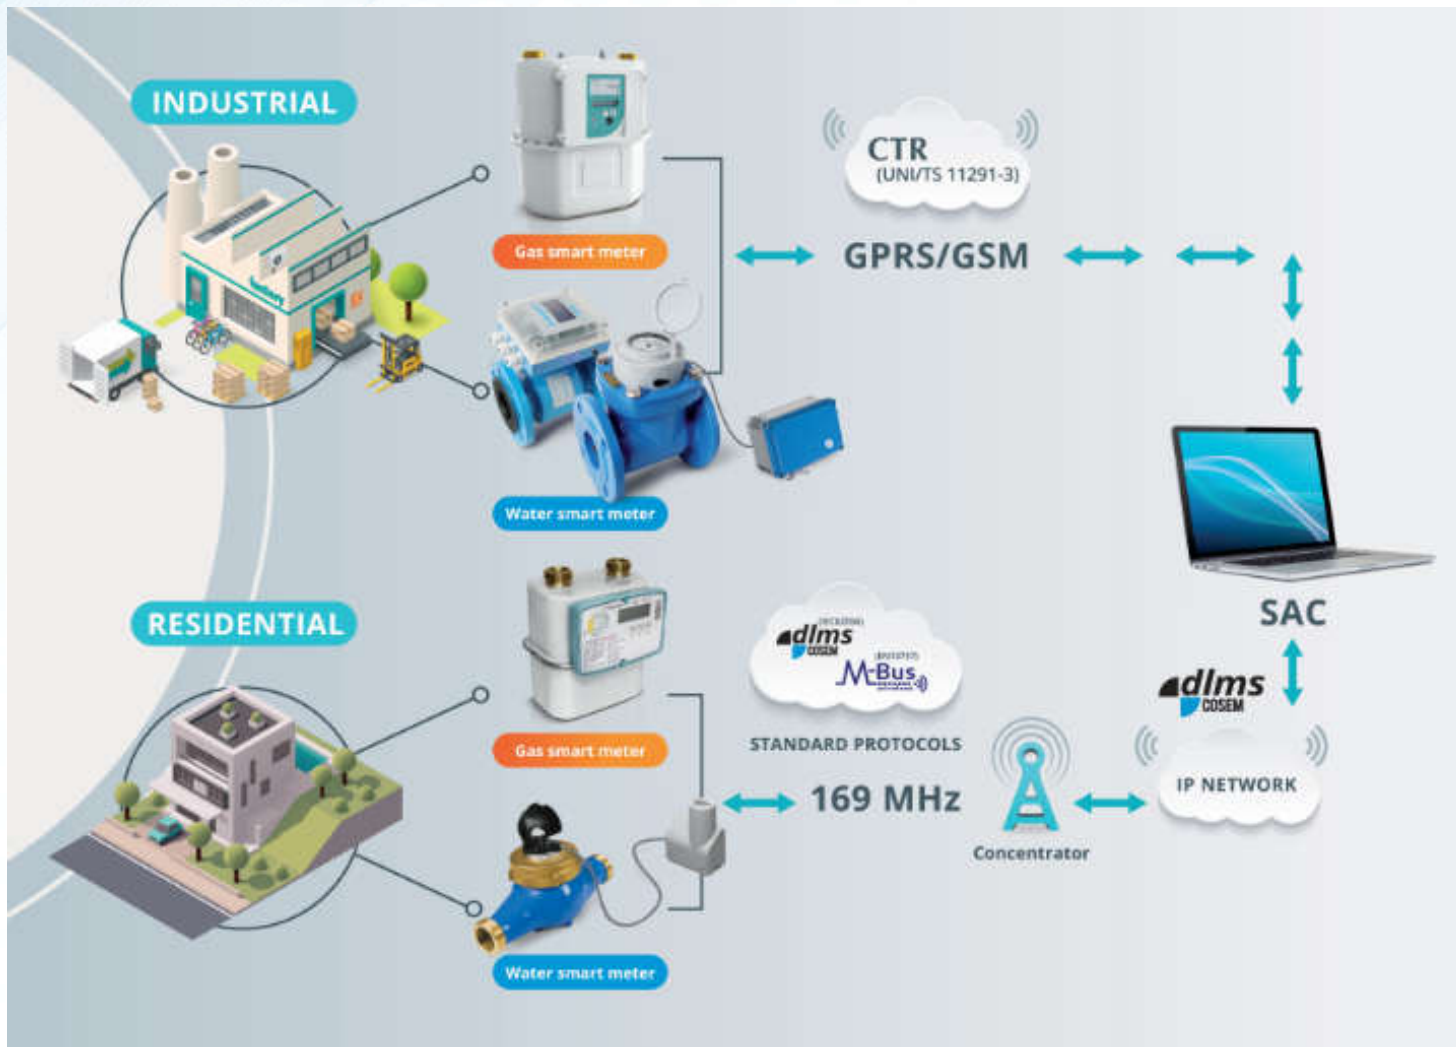 INDUSTRIAL
Gas smart meter
Water smart meter
CTR
(UNI/TS 11291-3)
GPRS/GSM
SAC
RESIDENTIAL
Gas smart meter
Water smart meter
dlms
COSEM
M-Bus
STANDARD PROTOCOLS
169 MHz
Concentrator
dlms
COSEM
IP NETWORK